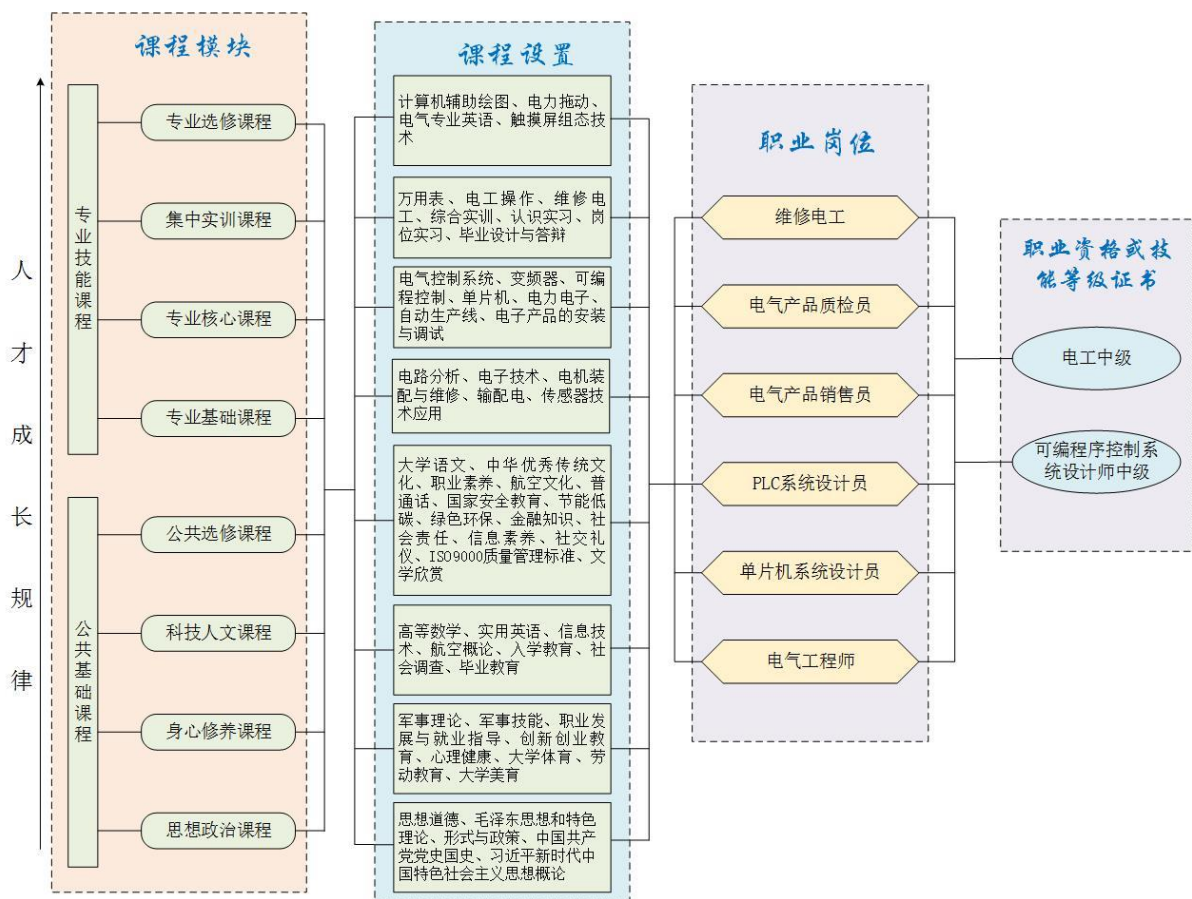 课程模块
专业技能课程
专业选修课程
集中实训课程
专业核心课程
专业基础课程
公共基础课程
公共选修课程
科技人文课程
身心修养课程
思想政治课程
人才成长规律
课程设置
计算机辅助绘图、电力拖动、
电气专业英语、触摸屏组态技
术
万用表、电工操作、维修电
工、综合实训、认识实习、岗
位实习、毕业设计与答辩
电气控制系统、变频器、可编
程控制、单片机、电力电子、
自动生产线、电子产品的安装
与调试
电路分析、电子技术、电机装
配与维修、输配电、传感器技
术应用
大学语文、中华优秀传统文
化、职业素养、航空文化、普
通话、国家安全教育、节能低
碳、绿色环保、金融知识、社
会责任、信息素养、社交礼
仪、ISO9000质量管理标准、文
学欣赏
高等数学、实用英语、信息技
术、航空概论、入学教育、社
会调查、毕业教育
军事理论、军事技能、职业发
展与就业指导、创新创业教
育、心理健康、大学体育、劳
动教育、大学美育
思想道德、毛泽东思想和特色
理论、形式与政策、中国共产
党党史国史、习近平新时代中
国特色社会主义思想概论
职业岗位
维修电工
电气产品质检员
电气产品销售员
PLC系统设计员
单片机系统设计员
电气工程师
职业资格或技
能等级证书
电工中级
可编程序控制系
统设计师中级